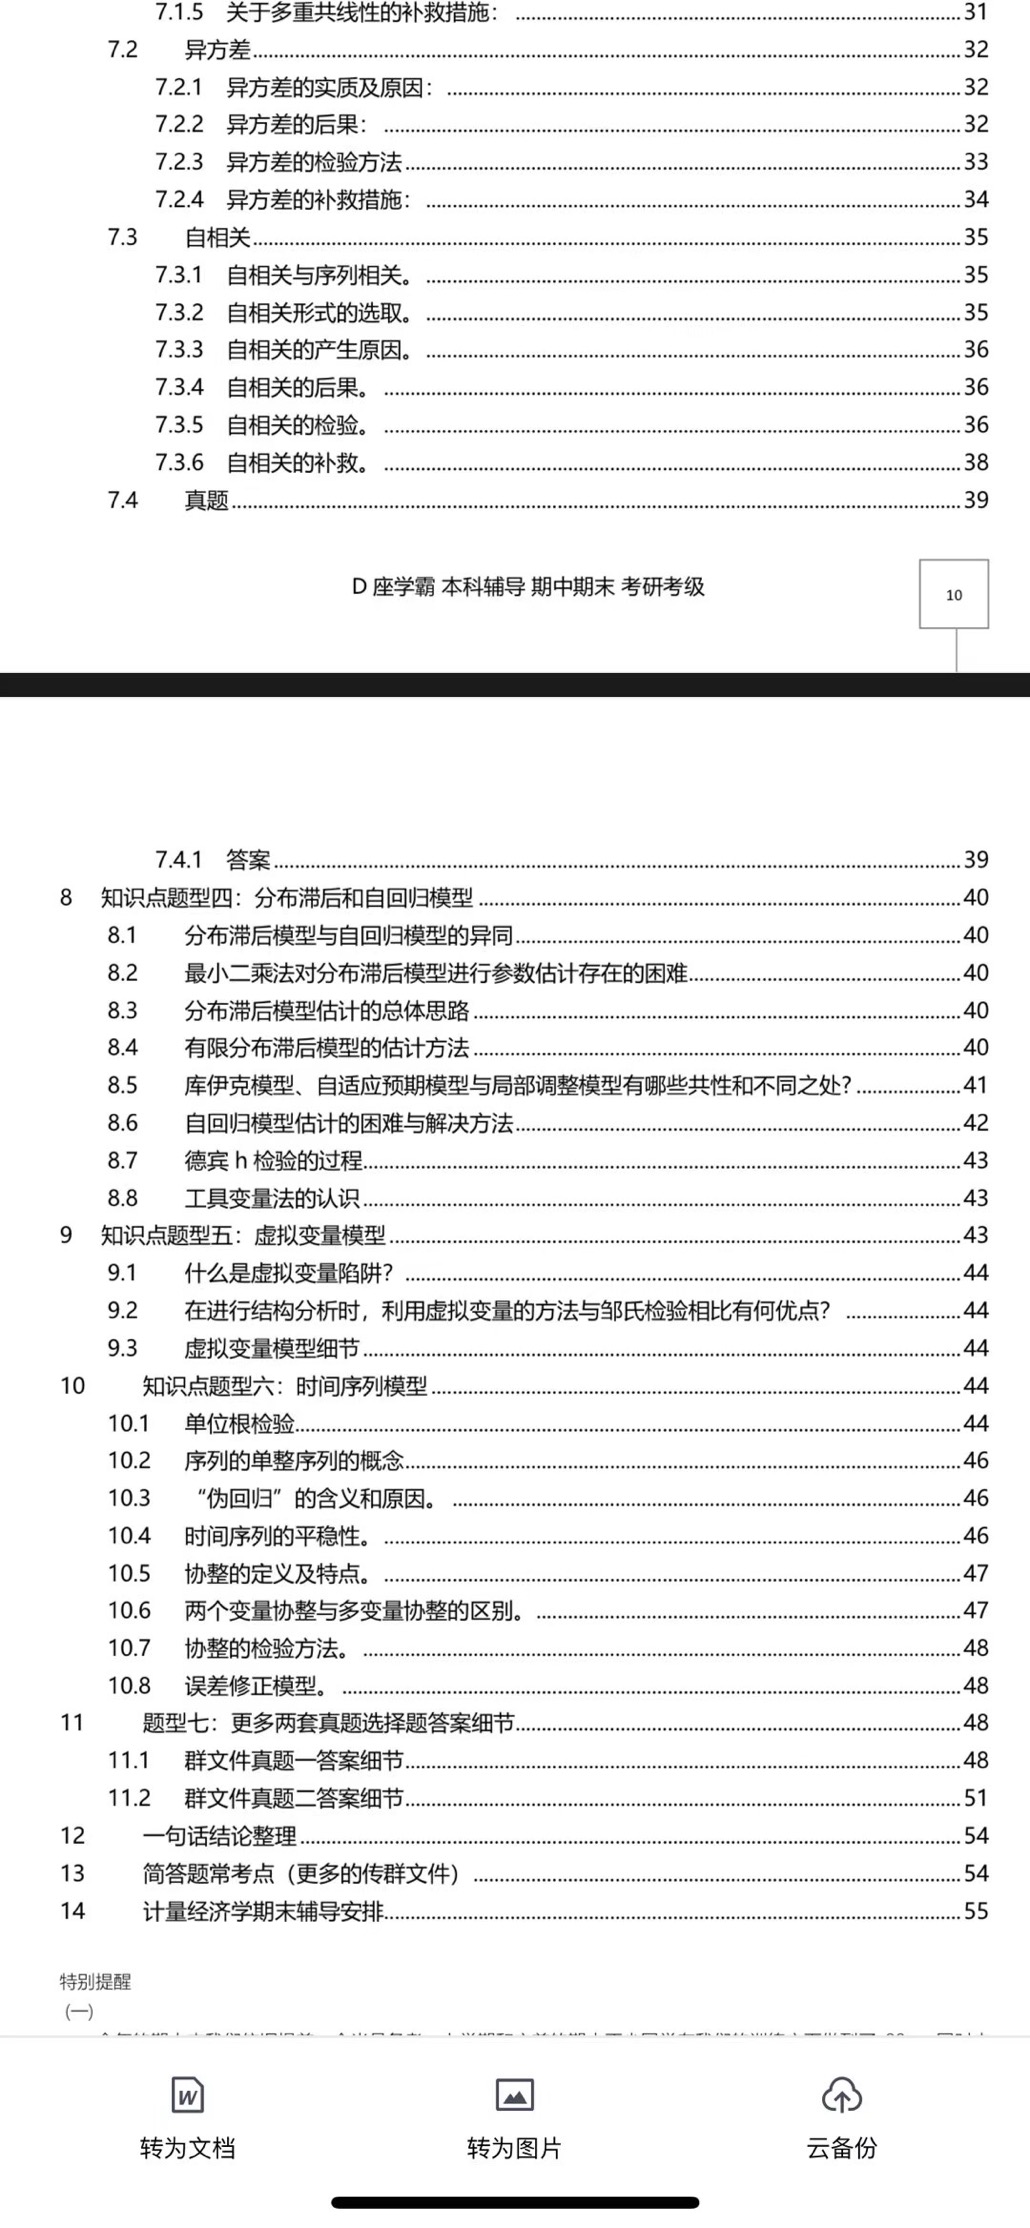 7.1.5 关于多重共线性的补救措施：........31
7.2 异方差........32
7.2.1 异方差的实质及原因：........32
7.2.2 异方差的后果：........32
7.2.3 异方差的检验方法........33
7.2.4 异方差的补救措施：........34
7.3 自相关........35
7.3.1 自相关与序列相关。........35
7.3.2 自相关形式的选取。........35
7.3.3 自相关的产生原因。........36
7.3.4 自相关的后果。........36
7.3.5 自相关的检验。........36
7.3.6 自相关的补救。........38
7.4 真题........39
D 座学霸 本科辅导 期中期末 考研考级
10
7.4.1 答案........39
8 知识点题型四：分布滞后和自回归模型........40
8.1 分布滞后模型与自回归模型的异同........40
8.2 最小二乘法对分布滞后模型进行参数估计存在的困难........40
8.3 分布滞后模型估计的总体思路........40
8.4 有限分布滞后模型的估计方法........40
8.5 库伊克模型、自适应预期模型与局部调整模型有哪些共性和不同之处?........41
8.6 自回归模型估计的困难与解决方法........42
8.7 德宾 h 检验的过程........43
8.8 工具变量法的认识........43
9 知识点题型五：虚拟变量模型........43
9.1 什么是虚拟变量陷阱？........44
9.2 在进行结构分析时，利用虚拟变量的方法与邹氏检验相比有何优点？........44
9.3 虚拟变量模型细节........44
10 知识点题型六：时间序列模型........44
10.1 单位根检验........44
10.2 序列的单整序列的概念........46
10.3 “伪回归”的含义和原因。........46
10.4 时间序列的平稳性。........46
10.5 协整的定义及特点。........47
10.6 两个变量协整与多变量协整的区别。........47
10.7 协整的检验方法。........48
10.8 误差修正模型。........48
11 题型七：更多两套真题选择题答案细节........48
11.1 群文件真题一答案细节........48
11.2 群文件真题二答案细节........51
12 一句话结论整理........54
13 简答题常考点（更多的传群文件）........54
14 计量经济学期末辅导安排........55
特别提醒
(一)
转为文档
转为图片
云备份